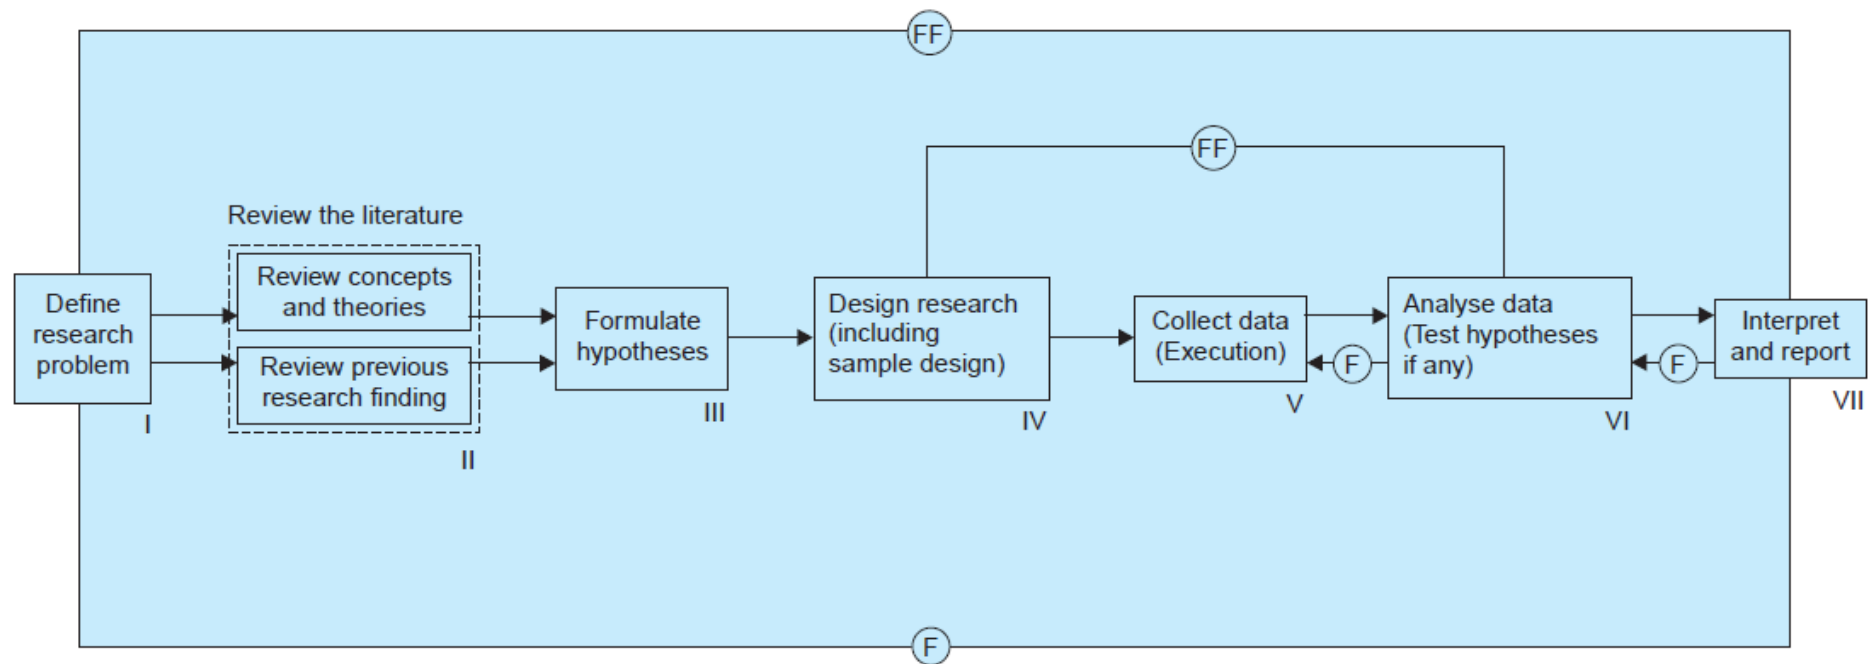 FF
FF
Review the literature
Define
research
problem
I
Review concepts
and theories
Review previous
research finding
II
Formulate
hypotheses
III
Design research
(including
sample design)
IV
Collect data
(Execution)
V
F
Analyse data
(Test hypotheses
if any)
VI
F
Interpret
and report
VII
F